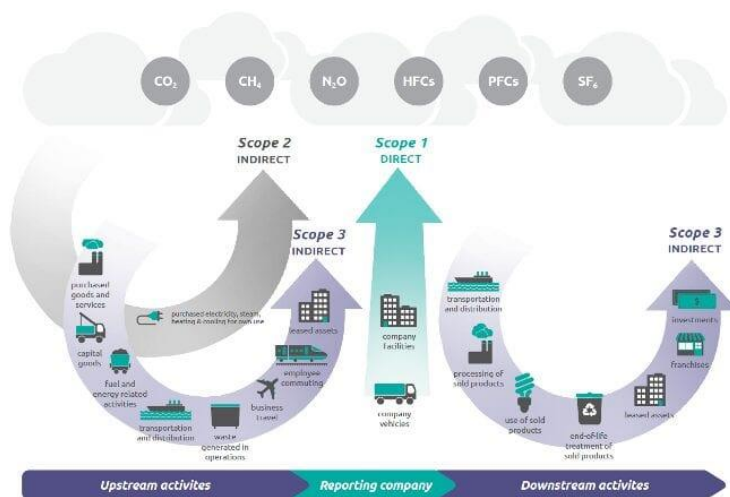 CO₂
CH₄
N₂O
HFCs
PFCs
SF₆
Scope 2
INDIRECT
Scope 1
DIRECT
Scope 3
INDIRECT
Scope 3
INDIRECT
purchased
goods and
services
capital
goods
fuel and
energy related
activities
purchased electricity, steam,
heating & cooling for own use
transportation
and distribution
waste
generated in
operations
business
travel
employee
commuting
leased assets
company
facilities
company
vehicles
transportation
and distribution
processing of
sold products
use of sold
products
end-of-life
treatment of
sold products
leased assets
franchises
investments
$
Upstream activites
Reporting company
Downstream activites